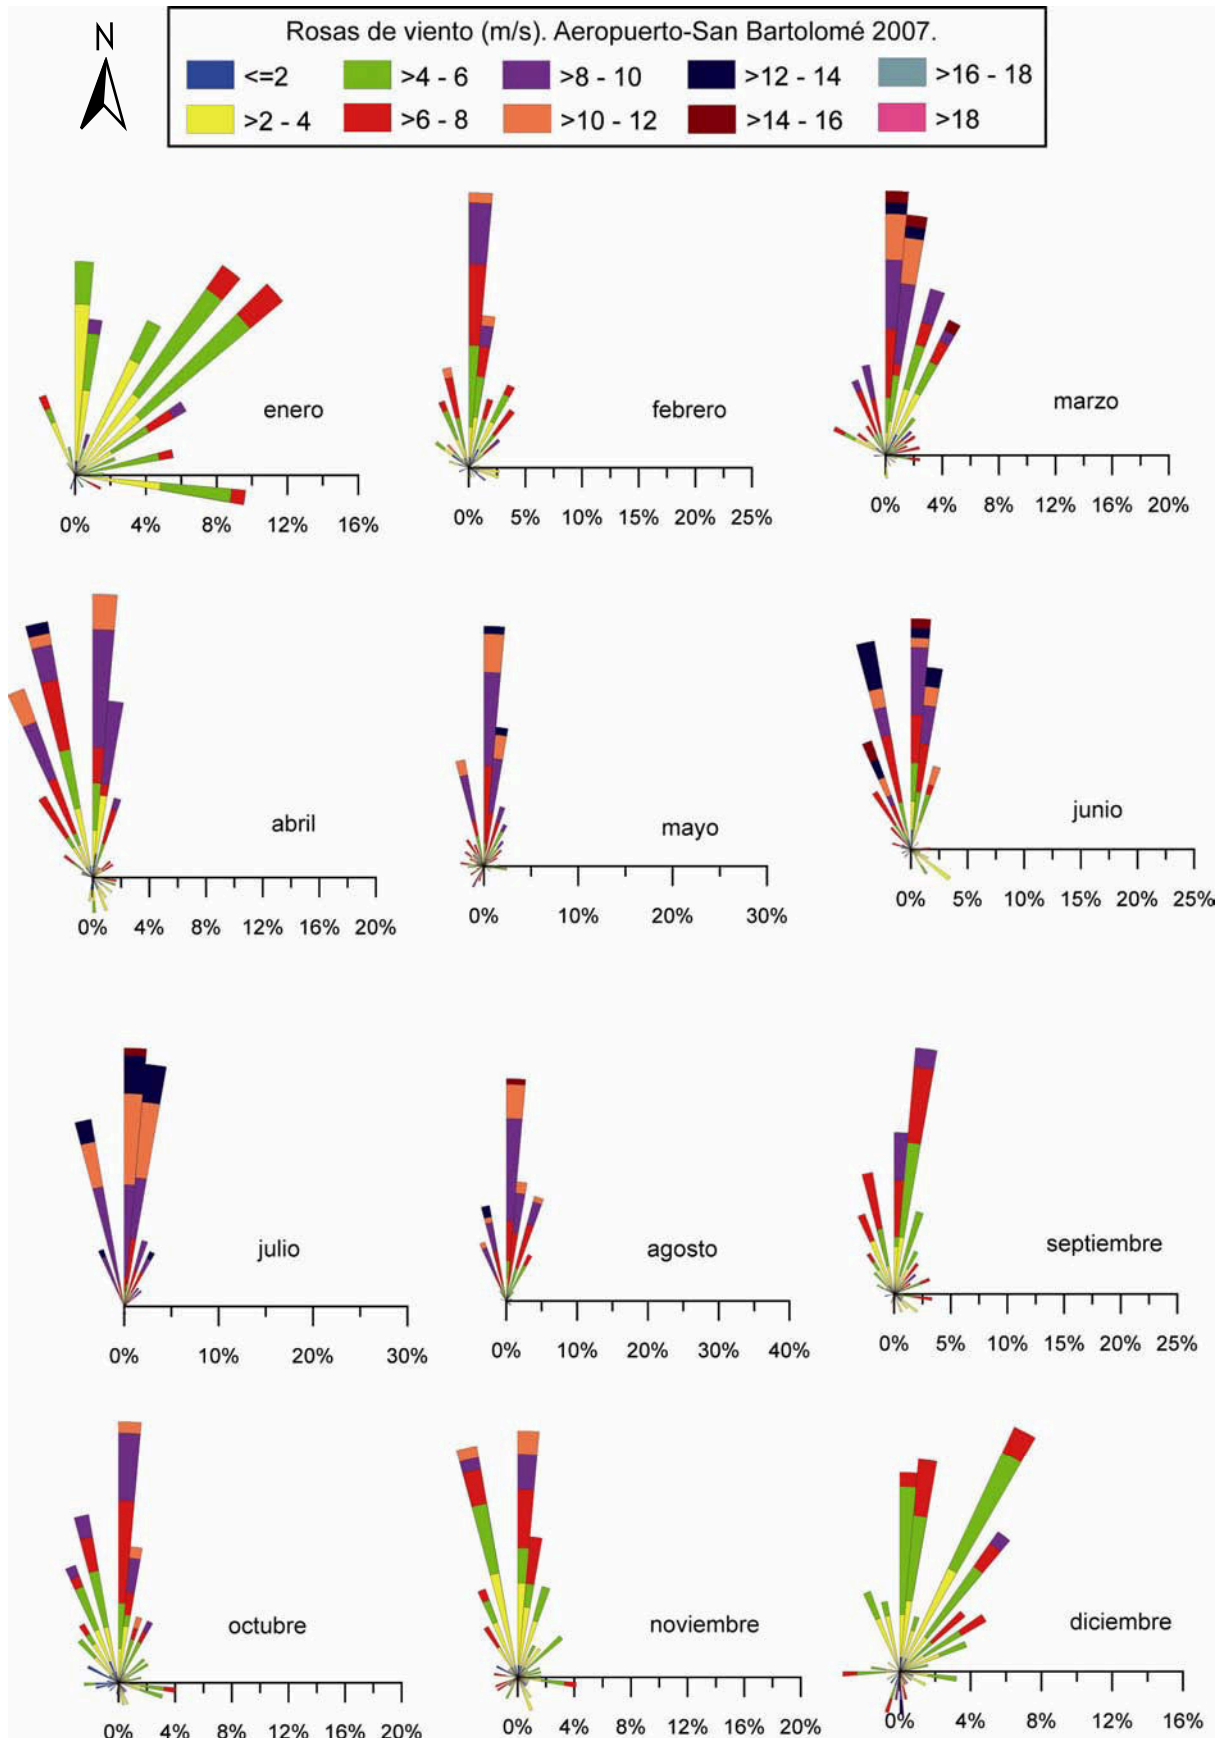 N
Rosas de viento (m/s). Aeropuerto-San Bartolomé 2007.
<=2 >4 - 6 >8 - 10 >12 - 14 >16 - 18
>2 - 4 >6 - 8 >10 - 12 >14 - 16 >18
enero
0% 4% 8% 12% 16%
febrero
0% 5% 10% 15% 20% 25%
marzo
0% 4% 8% 12% 16% 20%
abril
0% 4% 8% 12% 16% 20%
mayo
0% 10% 20% 30%
junio
0% 5% 10% 15% 20% 25%
julio
0% 10% 20% 30%
agosto
0% 10% 20% 30% 40%
septiembre
0% 5% 10% 15% 20% 25%
octubre
0% 4% 8% 12% 16% 20%
noviembre
0% 4% 8% 12% 16% 20%
diciembre
0% 4% 8% 12% 16%